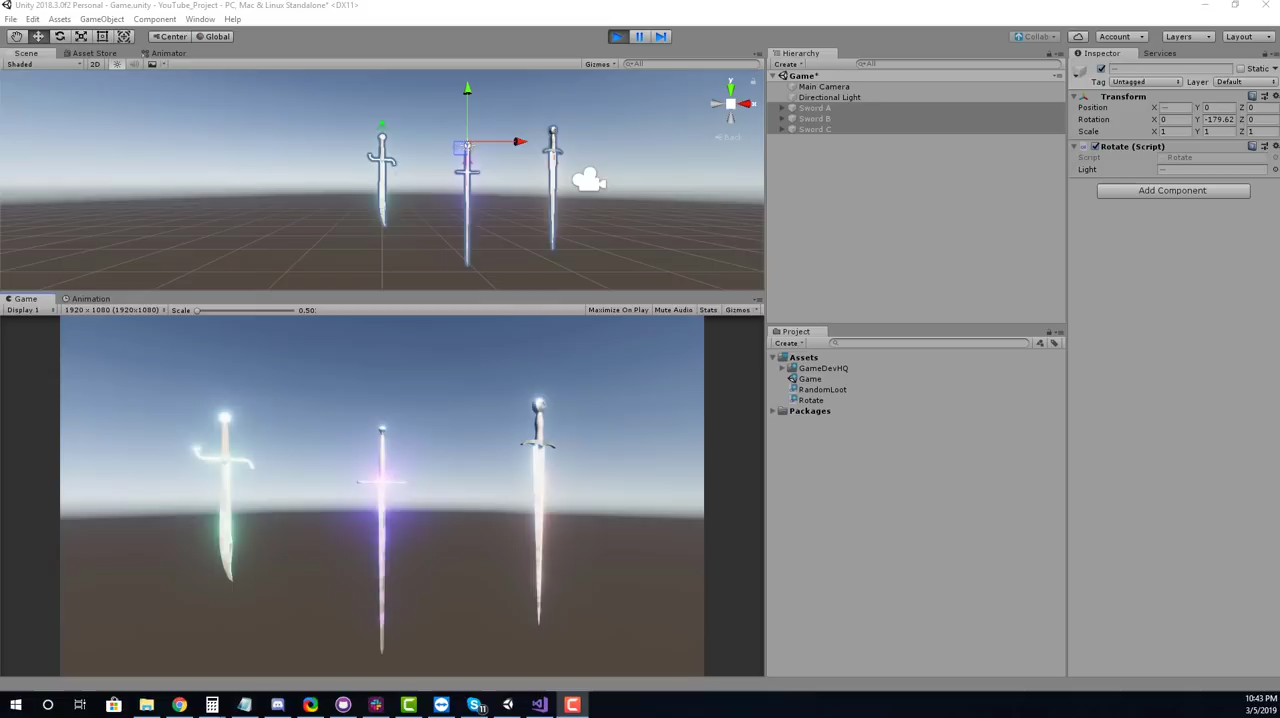 Unity 2018.3.0f2 Personal - Game.unity - YouTube_Project - PC, Mac & Linux Standalone* <DX11>
File Edit Assets GameObject Component Window Help
Center Global Collab Account Layers Layout
Scene Asset Store Animator
Shaded 2D Gizmos All
y
x
Back
Game Animation
Display 1 1920 x 1080 (1920x1080) Scale 0.50: Maximize On Play Mute Audio Stats Gizmos
Hierarchy
Create All
Game*
Main Camera
Directional Light
Sword A
Sword B
Sword C
Project
Create
Assets
GameDevHQ
Game
RandomLoot
Rotate
Packages
Inspector Services
— Static
Tag Untagged Layer Default
Transform
Position X — Y 0 Z 0
Rotation X 0 Y -179.62 Z 0
Scale X 1 Y 1 Z 1
Rotate (Script)
Script Rotate
Light —
Add Component
11
10:43 PM
3/5/2019